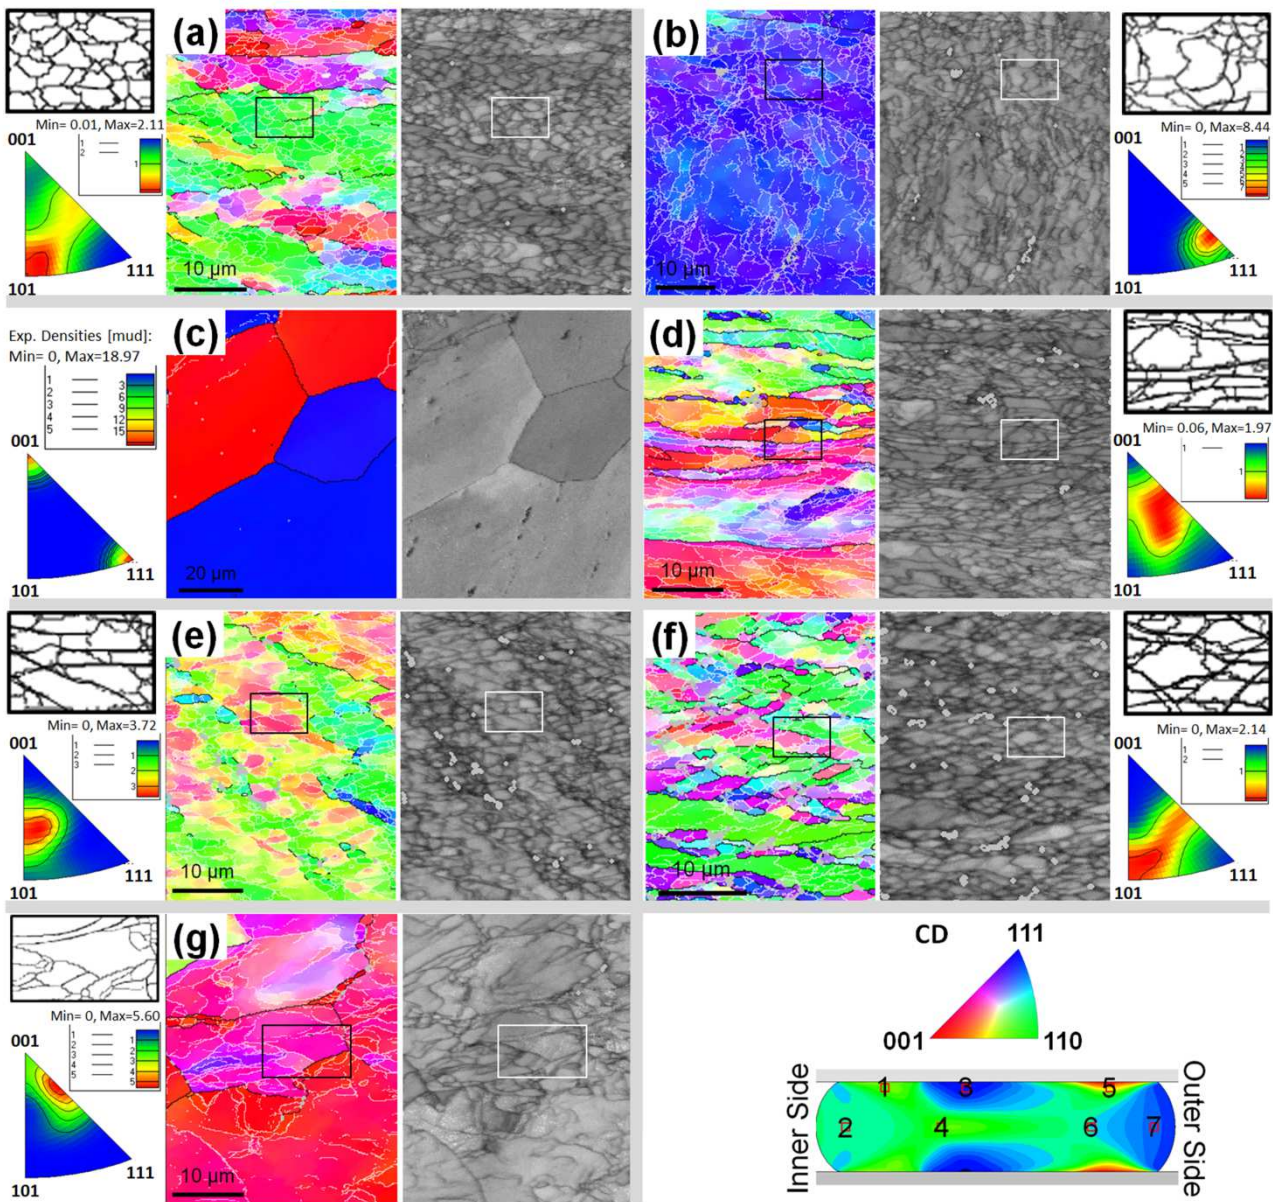 (a)
Min= 0.01, Max=2.11
001
1
2
1
111
101
10 µm
(b)
Min= 0, Max=8.44
001
1
2
3
4
5
111
101
10 µm
(c)
Exp. Densities [mud]:
Min= 0, Max=18.97
1
2
3
4
5
3
6
9
12
15
001
111
101
20 µm
(d)
Min= 0.06, Max=1.97
001
1
1
111
101
10 µm
(e)
Min= 0, Max=3.72
001
1
2
3
1
2
3
111
101
10 µm
(f)
Min= 0, Max=2.14
001
1
2
1
111
101
10 µm
(g)
Min= 0, Max=5.60
001
1
2
3
4
5
1
2
3
4
5
111
101
10 µm
CD
111
001
110
Inner Side
1
2
3
4
5
6
7
Outer Side